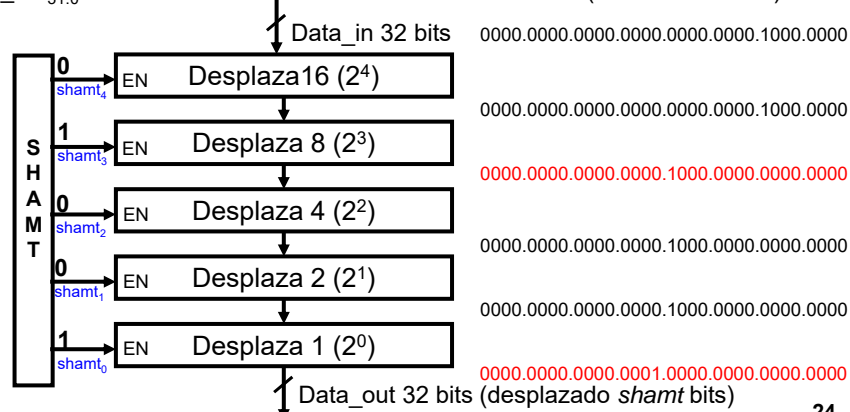 31:0
Data_in 32 bits 0000.0000.0000.0000.0000.0000.1000.0000
0 shamt4 EN Desplaza16 (2⁴)
0000.0000.0000.0000.0000.0000.1000.0000
1 shamt3 EN Desplaza 8 (2³)
0000.0000.0000.0000.1000.0000.0000.0000
SHAMT
0 shamt2 EN Desplaza 4 (2²)
0000.0000.0000.0000.1000.0000.0000.0000
0 shamt1 EN Desplaza 2 (2¹)
0000.0000.0000.0000.1000.0000.0000.0000
1 shamt0 EN Desplaza 1 (2⁰)
0000.0000.0000.0001.0000.0000.0000.0000
Data_out 32 bits (desplazado shamt bits)
24